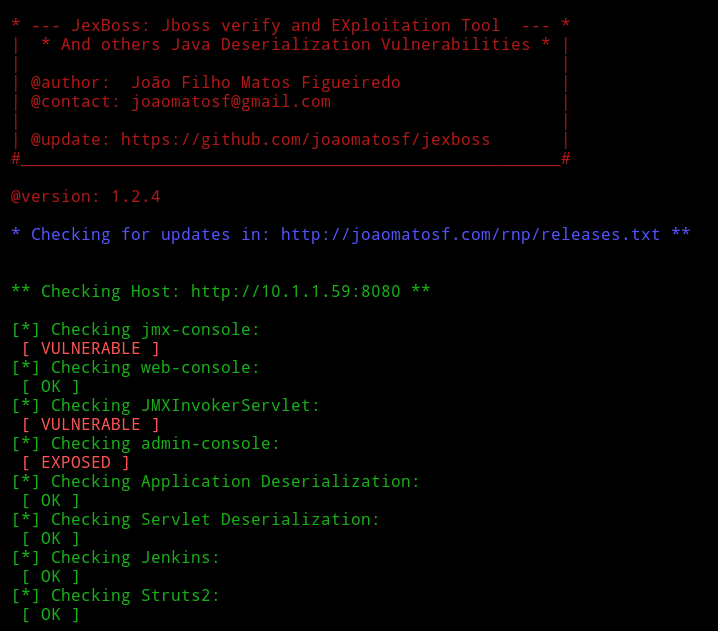 * --- JexBoss: Jboss verify and EXploitation Tool  --- *
|  * And others Java Deserialization Vulnerabilities * |
|                                                      |
| @author:  João Filho Matos Figueiredo                |
| @contact: joaomatosf@gmail.com                       |
|                                                      |
| @update: https://github.com/joaomatosf/jexboss       |
#______________________________________________________#

@version: 1.2.4

* Checking for updates in: http://joaomatosf.com/rnp/releases.txt **


** Checking Host: http://10.1.1.59:8080 **

[*] Checking jmx-console:
 [ VULNERABLE ]
[*] Checking web-console:
 [ OK ]
[*] Checking JMXInvokerServlet:
 [ VULNERABLE ]
[*] Checking admin-console:
 [ EXPOSED ]
[*] Checking Application Deserialization:
 [ OK ]
[*] Checking Servlet Deserialization:
 [ OK ]
[*] Checking Jenkins:
 [ OK ]
[*] Checking Struts2:
 [ OK ]